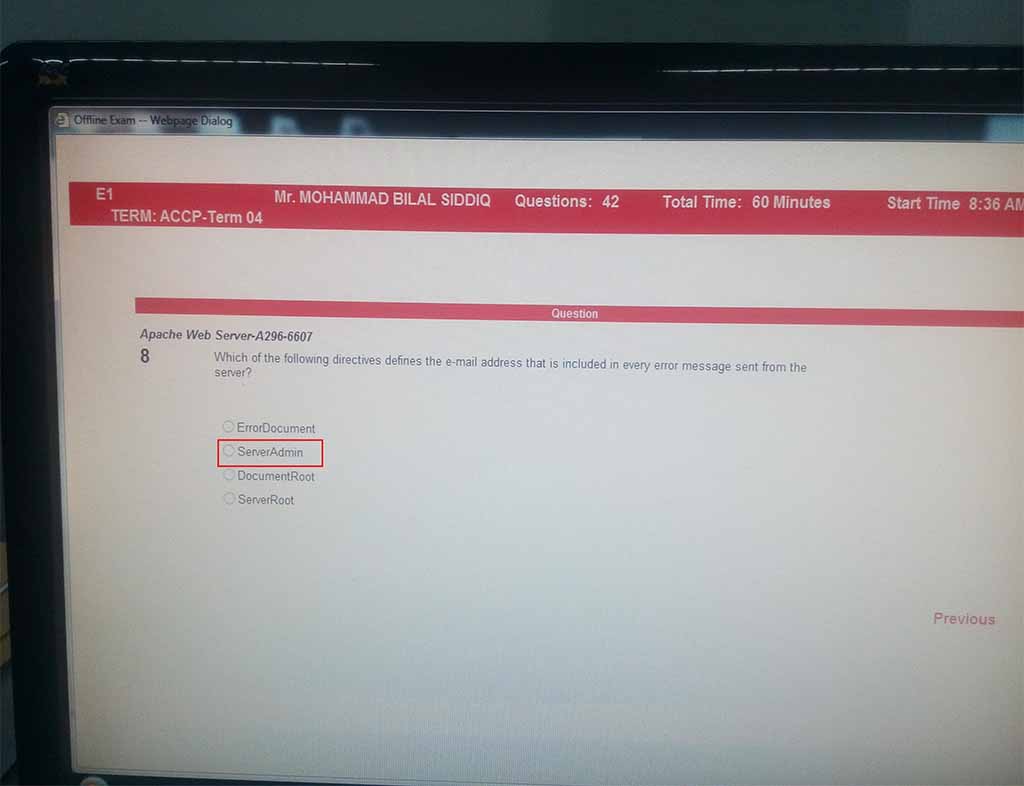 Offline Exam -- Webpage Dialog
E1 Mr. MOHAMMAD BILAL SIDDIQ Questions: 42 Total Time: 60 Minutes Start Time 8:36 AM
TERM: ACCP-Term 04
Question
Apache Web Server-A296-6607
8 Which of the following directives defines the e-mail address that is included in every error message sent from the
server?
ErrorDocument
ServerAdmin
DocumentRoot
ServerRoot
Previous